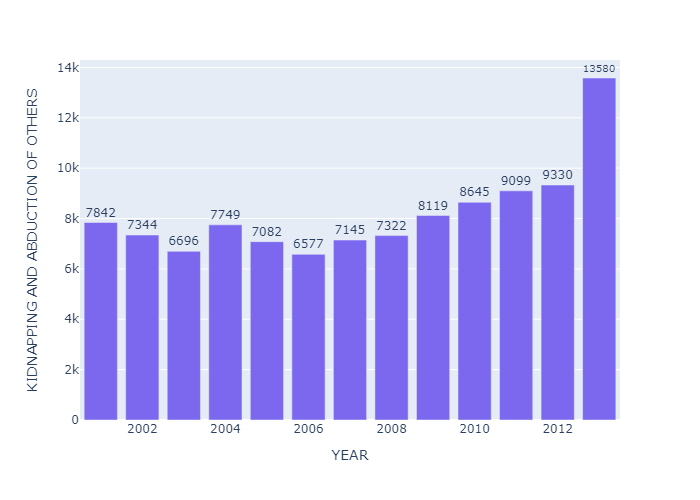 KIDNAPPING AND ABDUCTION OF OTHERS
14k
12k
10k
8k
6k
4k
2k
0
7842
7344
6696
7749
7082
6577
7145
7322
8119
8645
9099
9330
13580
2002 2004 2006 2008 2010 2012
YEAR